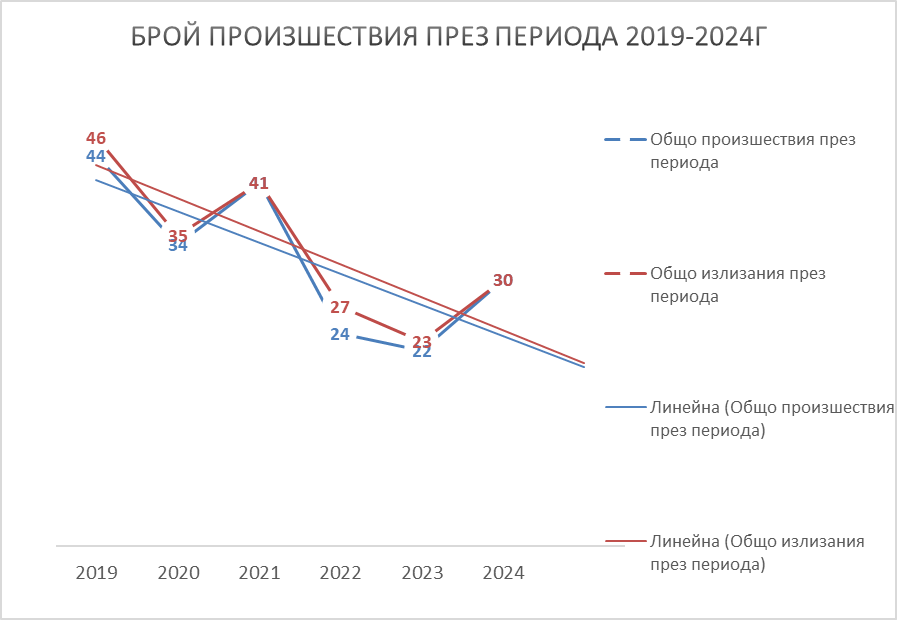 БРОЙ ПРОИЗШЕСТВИЯ ПРЕЗ ПЕРИОДА 2019-2024Г
46
44
35
34
41
27
24
23
22
30
Общо произшествия през
периода
Общо излизания през
периода
Линейна (Общо произшествия
през периода)
Линейна (Общо излизания
през периода)
2019 2020 2021 2022 2023 2024